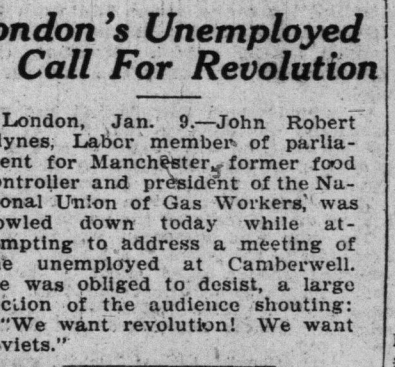 ondon's Unemployed
Call For Revolution
London, Jan. 9.—John Robert
lynes, Labor member of parlia-
ent for Manchester, former food
ontroller and president of the Na-
onal Union of Gas Workers, was
owled down today while at-
mpting to address a meeting of
e unemployed at Camberwell.
e was obliged to desist, a large
ction of the audience shouting:
"We want revolution! We want
viets."